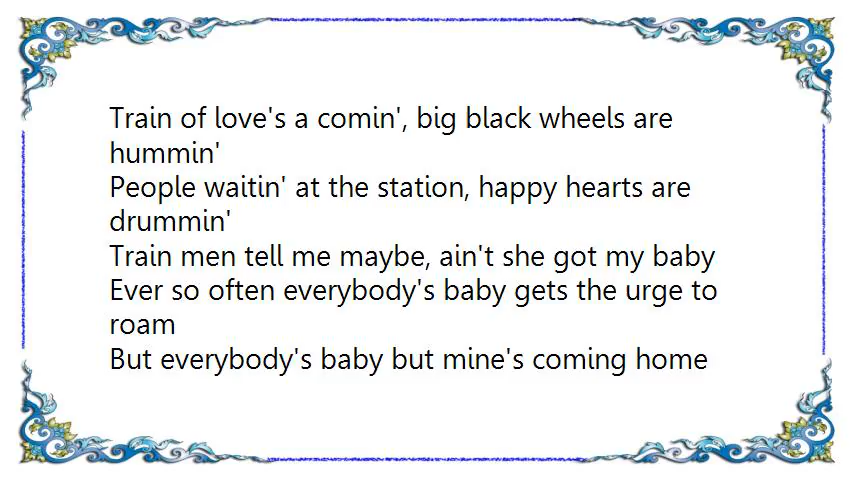 Train of love's a comin', big black wheels are
hummin'
People waitin' at the station, happy hearts are
drummin'
Train men tell me maybe, ain't she got my baby
Ever so often everybody's baby gets the urge to
roam
But everybody's baby but mine's coming home